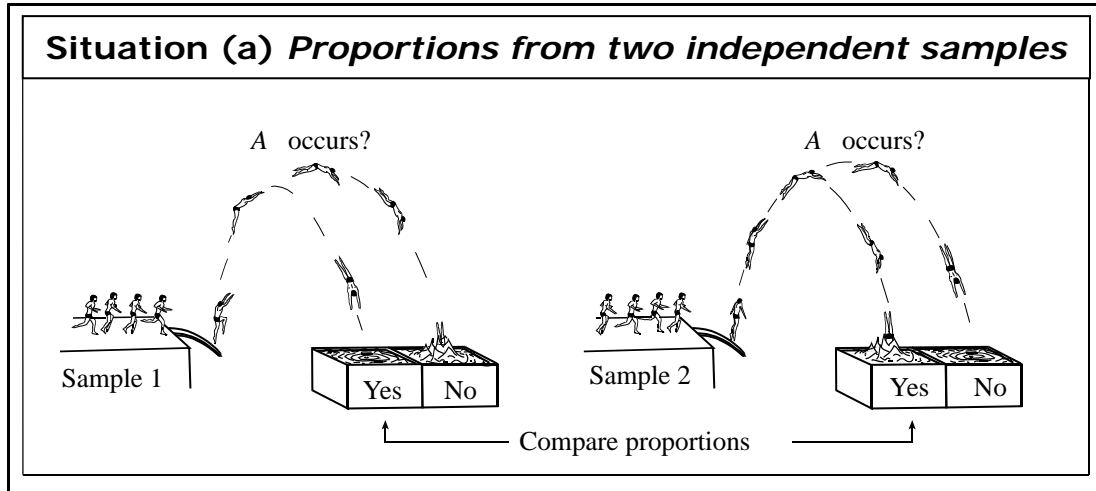 Situation (a) Proportions from two independent samples
A occurs?
A occurs?
Sample 1
Yes
No
Sample 2
Yes
No
Compare proportions